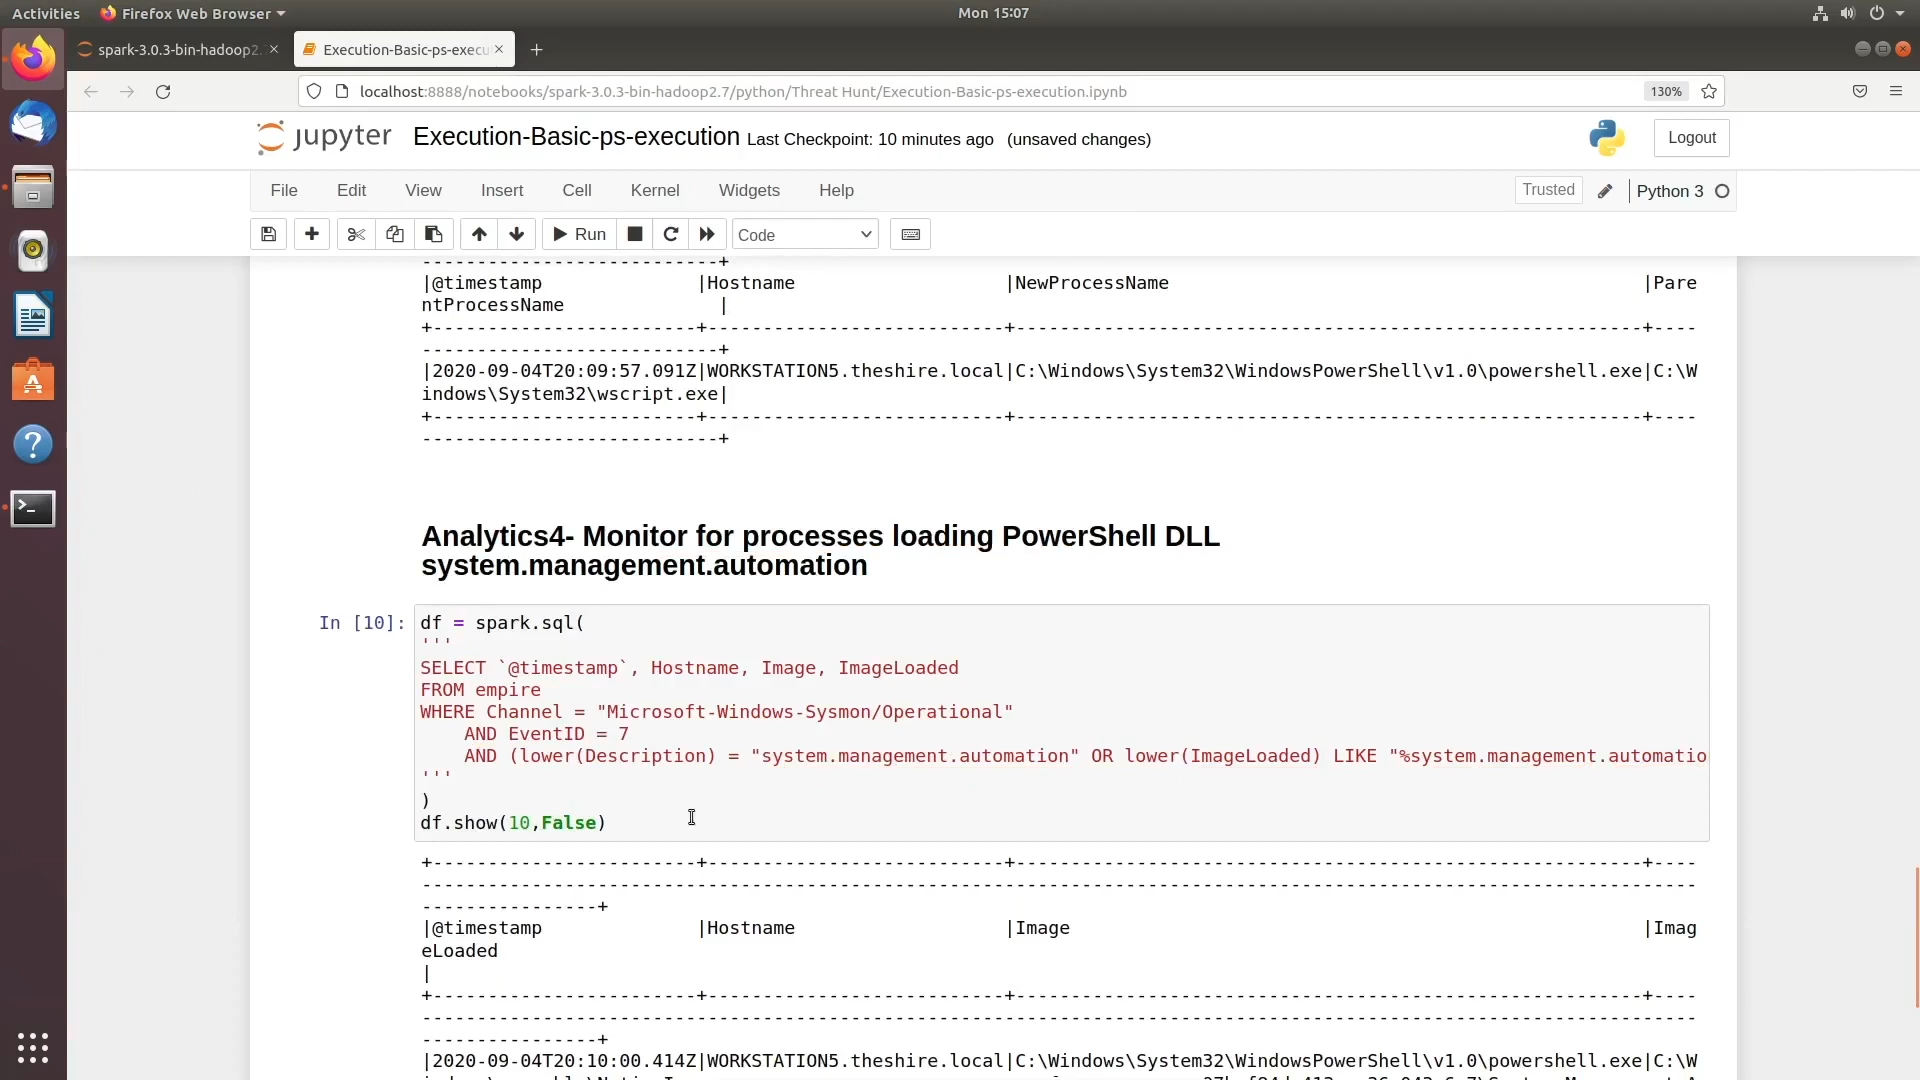 Activities Firefox Web Browser Mon 15:07
spark-3.0.3-bin-hadoop2. Execution-Basic-ps-execu
localhost:8888/notebooks/spark-3.0.3-bin-hadoop2.7/python/Threat Hunt/Execution-Basic-ps-execution.ipynb 130%
jupyter Execution-Basic-ps-execution Last Checkpoint: 10 minutes ago (unsaved changes) Logout
File Edit View Insert Cell Kernel Widgets Help Trusted Python 3
Run Code
---------------------------+
|@timestamp |Hostname |NewProcessName |Pare
ntProcessName |
+------------------------+---------------------------+---------------------------------------------------------+----
---------------------------+
|2020-09-04T20:09:57.091Z|WORKSTATION5.theshire.local|C:\Windows\System32\WindowsPowerShell\v1.0\powershell.exe|C:\W
indows\System32\wscript.exe|
+------------------------+---------------------------+---------------------------------------------------------+----
---------------------------+
Analytics4- Monitor for processes loading PowerShell DLL
system.management.automation
In [10]: df = spark.sql(
'''
SELECT `@timestamp`, Hostname, Image, ImageLoaded
FROM empire
WHERE Channel = "Microsoft-Windows-Sysmon/Operational"
AND EventID = 7
AND (lower(Description) = "system.management.automation" OR lower(ImageLoaded) LIKE "%system.management.automatio
'''
)
df.show(10,False)
+------------------------+---------------------------+---------------------------------------------------------+----
--------------------------------------------------------------------------------------------------------------------
----------------+
|@timestamp |Hostname |Image |Imag
eLoaded
|
+------------------------+---------------------------+---------------------------------------------------------+----
--------------------------------------------------------------------------------------------------------------------
----------------+
|2020-09-04T20:10:00.414Z|WORKSTATION5.theshire.local|C:\Windows\System32\WindowsPowerShell\v1.0\powershell.exe|C:\W